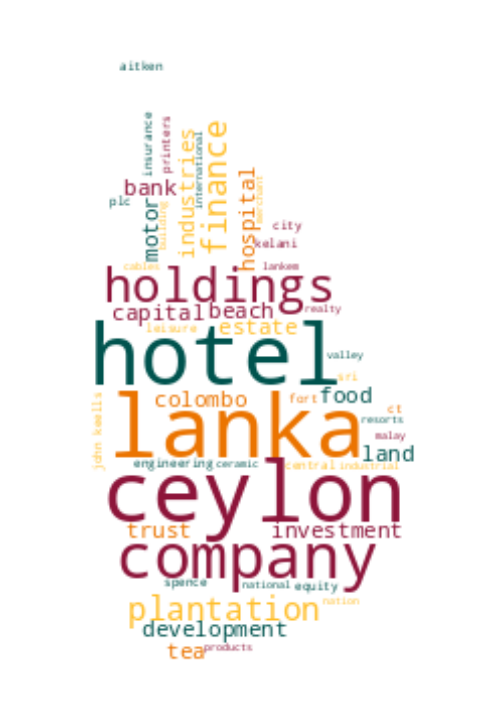 aitken
insurance
printers
industries
international
finance
bank
plc
motor
building
hospital
merchant
city
kelani
cables
lankem
holdings
capital beach realty
leisure estate
hotel
valley
sri
colombo fort food
ct
resorts
lanka
malay
john keells
land
engineering ceramic central industrial
ceylon
trust investment
company
spence national equity
plantation nation
development
tea products